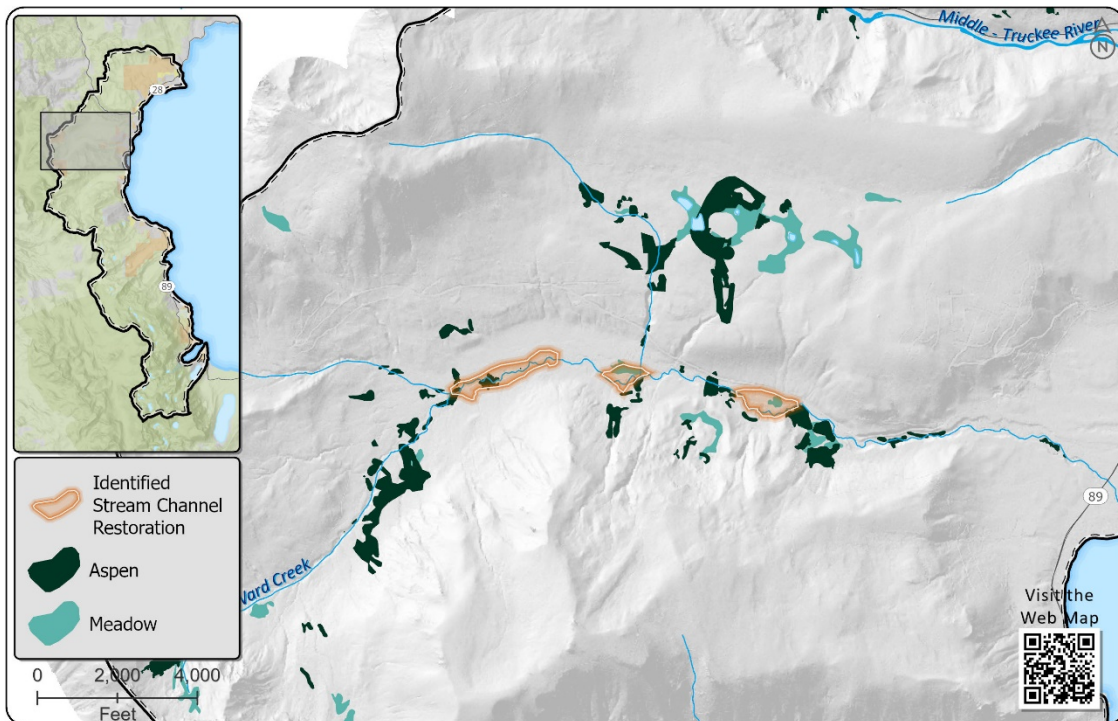 Middle - Truckee River
N
28
89
Identified
Stream Channel
Restoration
Aspen
Meadow
0 2,000 4,000
Feet
Ward Creek
89
Visit the
Web Map